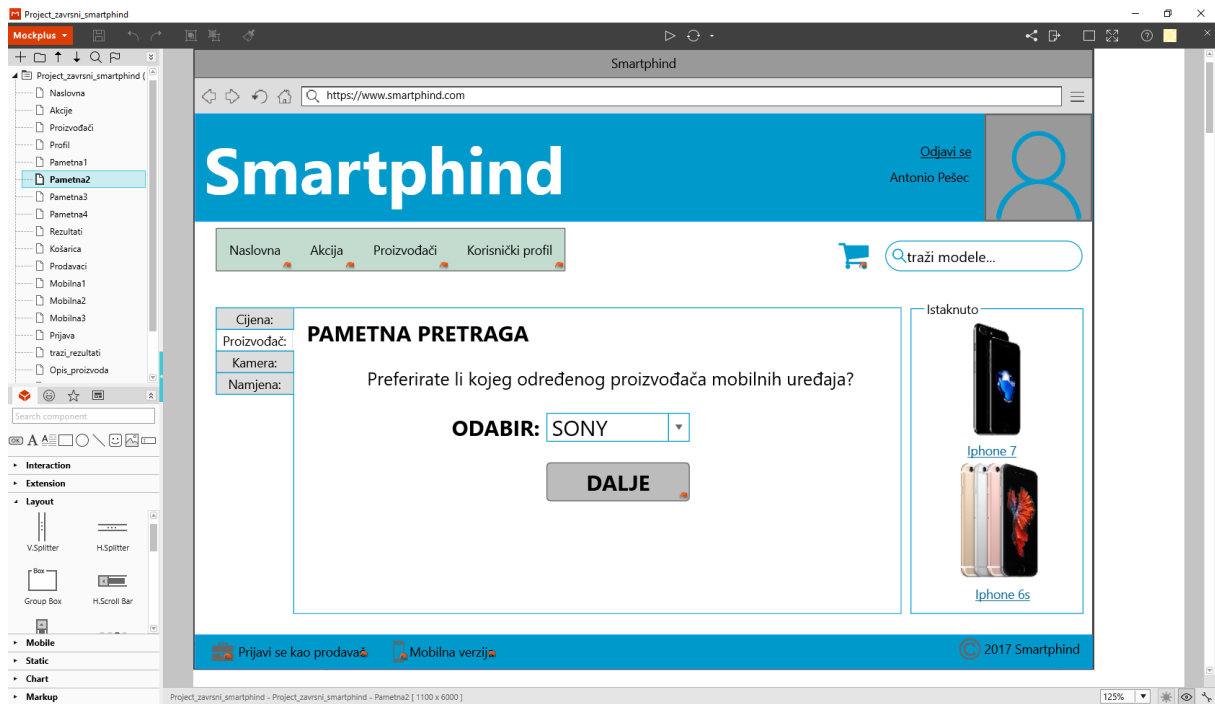 Project_zavrsni_smartphind
Mockplus
Project_zavrsni_smartphind (
Naslovna
Akcije
Proizvođači
Profil
Pametna1
Pametna2
Pametna3
Pametna4
Rezultati
Košarica
Prodavaci
Mobilna1
Mobilna2
Mobilna3
Prijava
trazi_rezultati
Opis_proizvoda
Search component
Interaction
Extension
Layout
V.Splitter H.Splitter
Box
Group Box H.Scroll Bar
Mobile
Static
Chart
Markup
Smartphind
https://www.smartphind.com
Smartphind
Odjavi se
Antonio Pešec
Naslovna Akcija Proizvođači Korisnički profil
traži modele...
Cijena:
Proizvođač:
Kamera:
Namjena:
PAMETNA PRETRAGA
Preferirate li kojeg određenog proizvođača mobilnih uređaja?
ODABIR: SONY
DALJE
Istaknuto
Iphone 7
Iphone 6s
Prijavi se kao prodavač Mobilna verzija
© 2017 Smartphind
Project_zavrsni_smartphind - Project_zavrsni_smartphind - Pametna2 [ 1100 x 6000 ]
125%